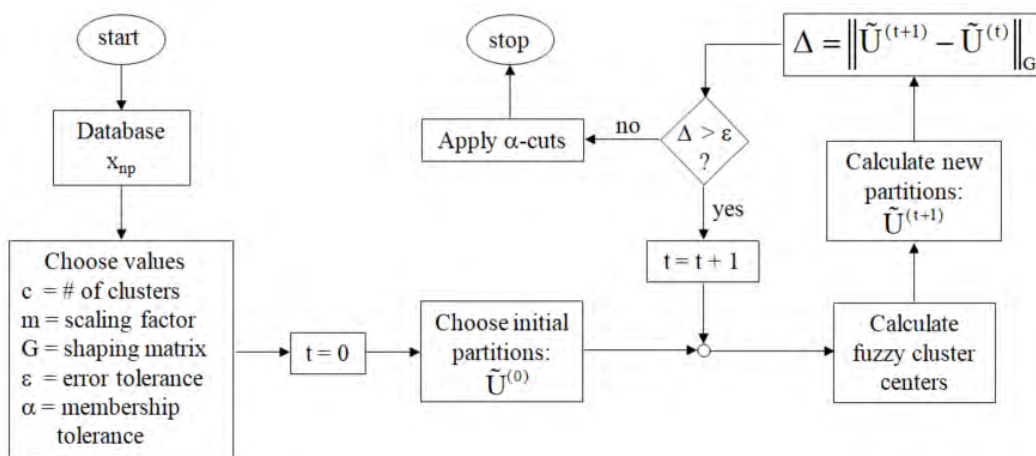 start
Database
x_np
Choose values
c = # of clusters
m = scaling factor
G = shaping matrix
ε = error tolerance
α = membership
tolerance
t = 0
Choose initial
partitions:
Ũ^(0)
Calculate
fuzzy cluster
centers
Calculate new
partitions:
Ũ^(t+1)
Δ = ‖Ũ^(t+1) − Ũ^(t)‖_G
Δ > ε
?
yes
t = t + 1
no
Apply α-cuts
stop